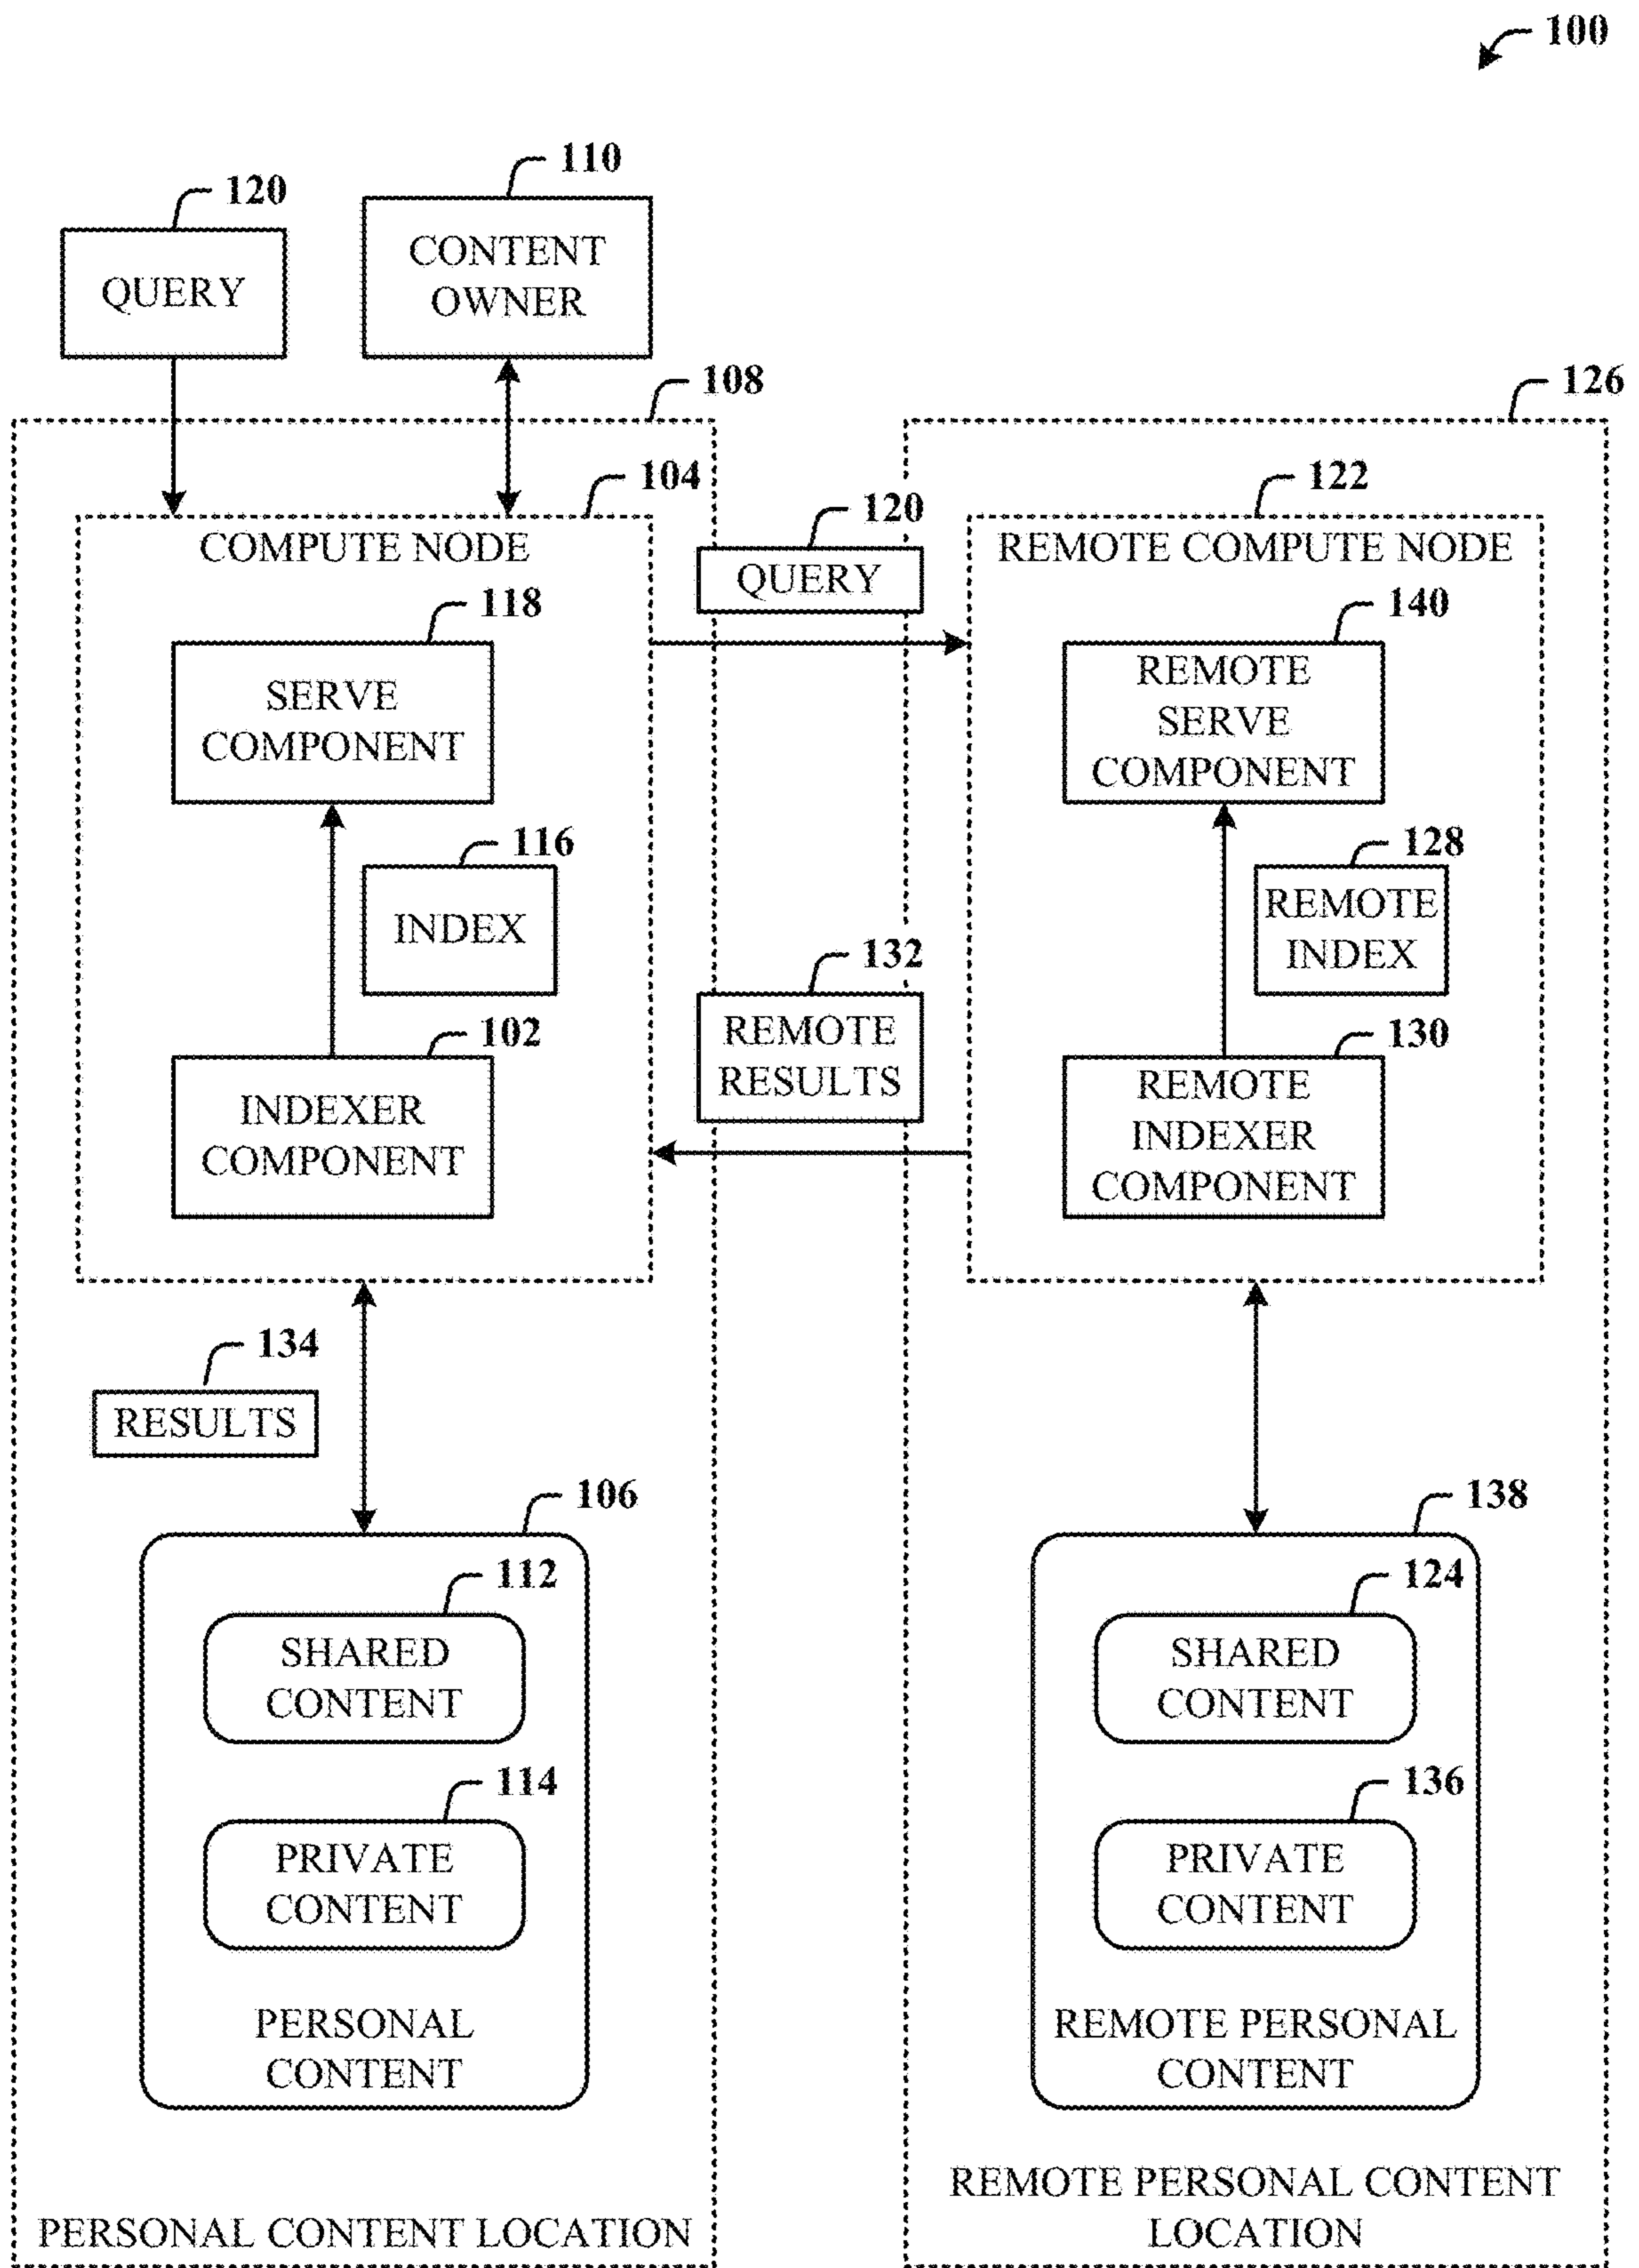 100
110
120
CONTENT
OWNER
QUERY
108
126
104
122
120
COMPUTE NODE
REMOTE COMPUTE NODE
QUERY
118
140
SERVE
COMPONENT
REMOTE
SERVE
COMPONENT
116
128
INDEX
REMOTE
INDEX
132
REMOTE
RESULTS
102
130
INDEXER
COMPONENT
REMOTE
INDEXER
COMPONENT
134
RESULTS
106
138
112
124
SHARED
CONTENT
SHARED
CONTENT
114
136
PRIVATE
CONTENT
PRIVATE
CONTENT
PERSONAL
CONTENT
REMOTE PERSONAL
CONTENT
PERSONAL CONTENT LOCATION
REMOTE PERSONAL CONTENT
LOCATION